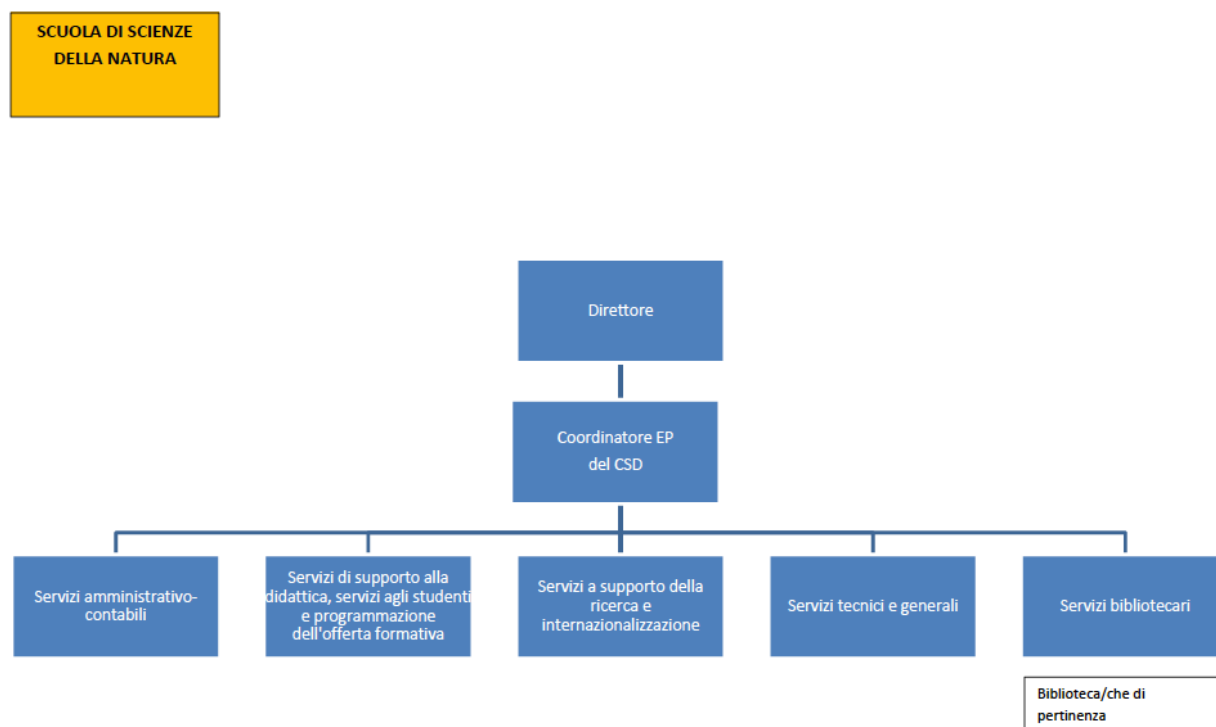 SCUOLA DI SCIENZE
DELLA NATURA
Direttore
Coordinatore EP
del CSD
Servizi amministrativo-
contabili
Servizi di supporto alla
didattica, servizi agli studenti
e programmazione
dell'offerta formativa
Servizi a supporto della
ricerca e
internazionalizzazione
Servizi tecnici e generali
Servizi bibliotecari
Biblioteca/che di
pertinenza